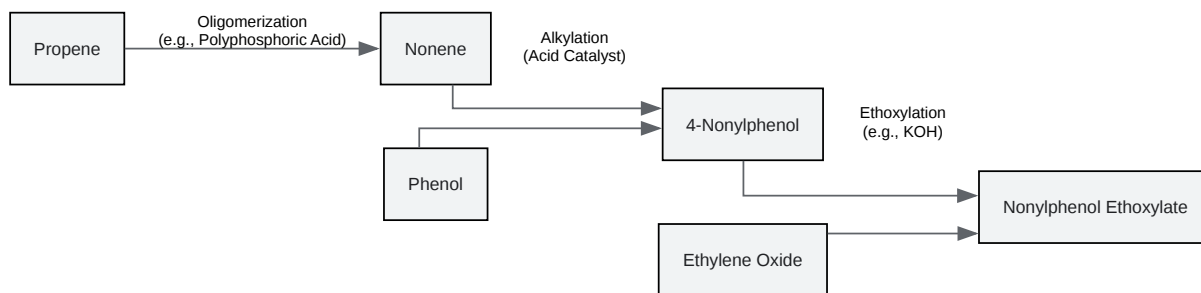 Propene
Oligomerization
(e.g., Polyphosphoric Acid)
Nonene
Alkylation
(Acid Catalyst)
Phenol
4-Nonylphenol
Ethoxylation
(e.g., KOH)
Ethylene Oxide
Nonylphenol Ethoxylate